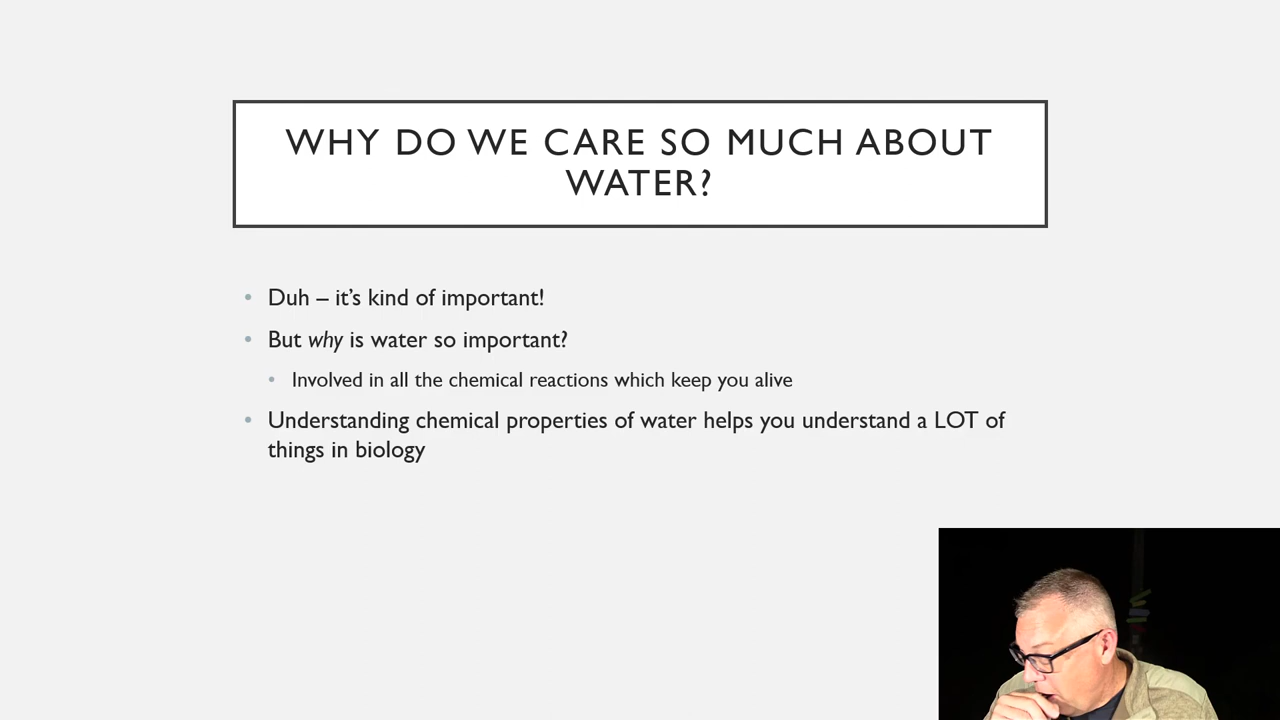 WHY DO WE CARE SO MUCH ABOUT
WATER?
• Duh – it's kind of important!
• But why is water so important?
• Involved in all the chemical reactions which keep you alive
• Understanding chemical properties of water helps you understand a LOT of
things in biology